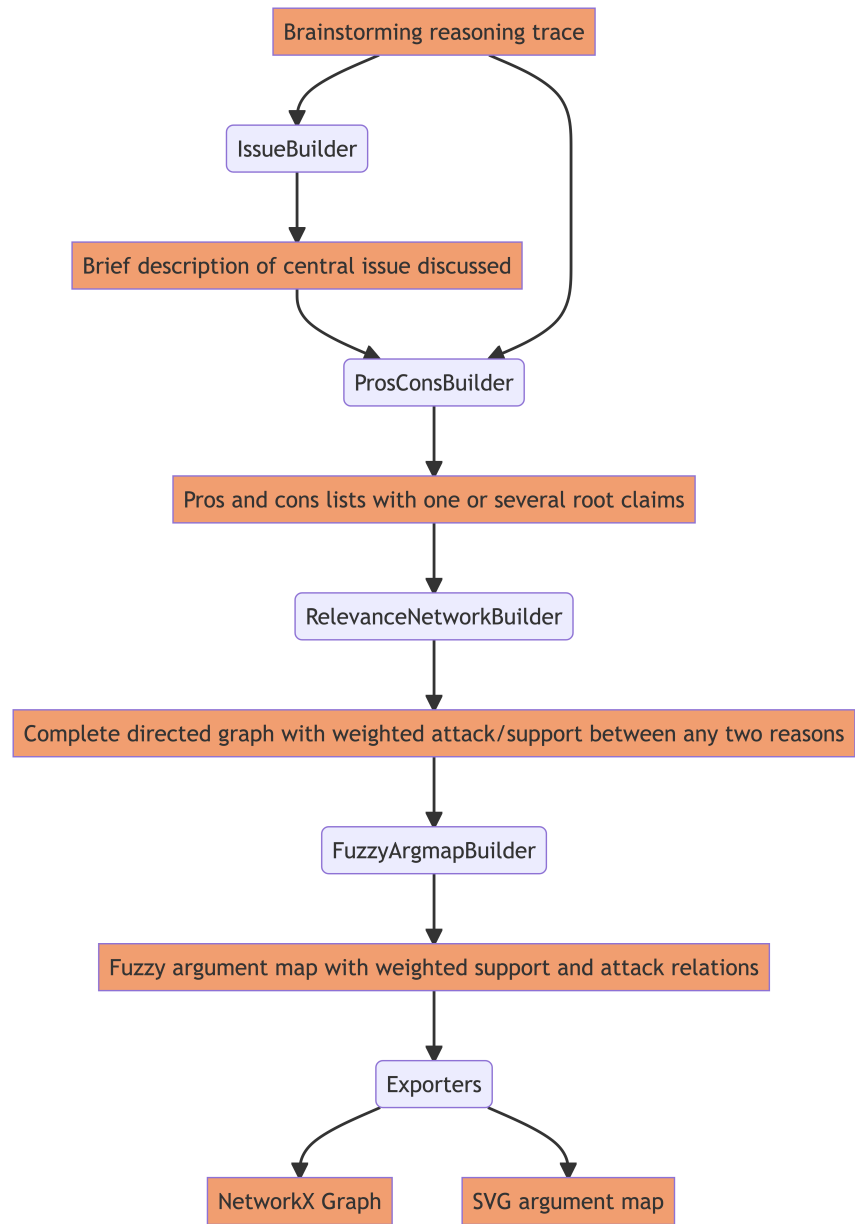 Brainstorming reasoning trace
IssueBuilder
Brief description of central issue discussed
ProsConsBuilder
Pros and cons lists with one or several root claims
RelevanceNetworkBuilder
Complete directed graph with weighted attack/support between any two reasons
FuzzyArgmapBuilder
Fuzzy argument map with weighted support and attack relations
Exporters
NetworkX Graph
SVG argument map